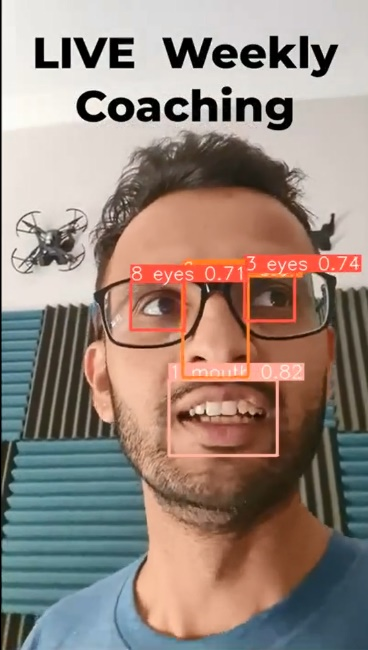 LIVE Weekly
Coaching
8 eyes 0.71
3 eyes 0.74
1 mouth 0.82